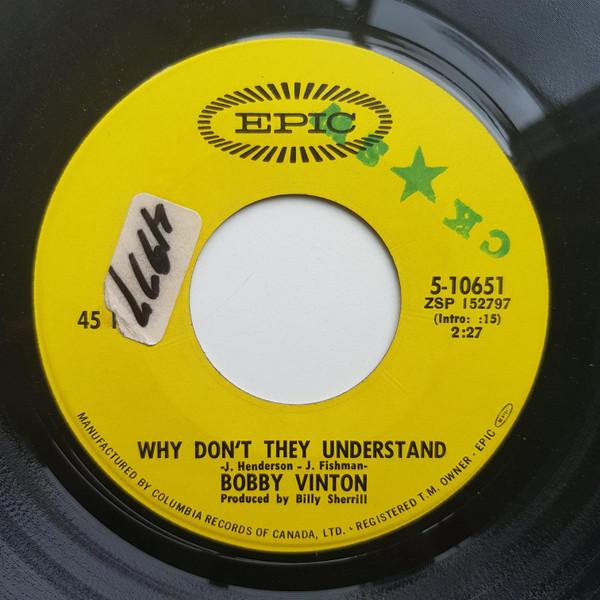 EPIC
5-10651
ZSP 152797
(Intro: :15)
2:27
45
WHY DON'T THEY UNDERSTAND
-J. Henderson - J. Fishman-
BOBBY VINTON
Produced by Billy Sherrill
MANUFACTURED BY COLUMBIA RECORDS OF CANADA, LTD. • REGISTERED T.M. OWNER - EPIC